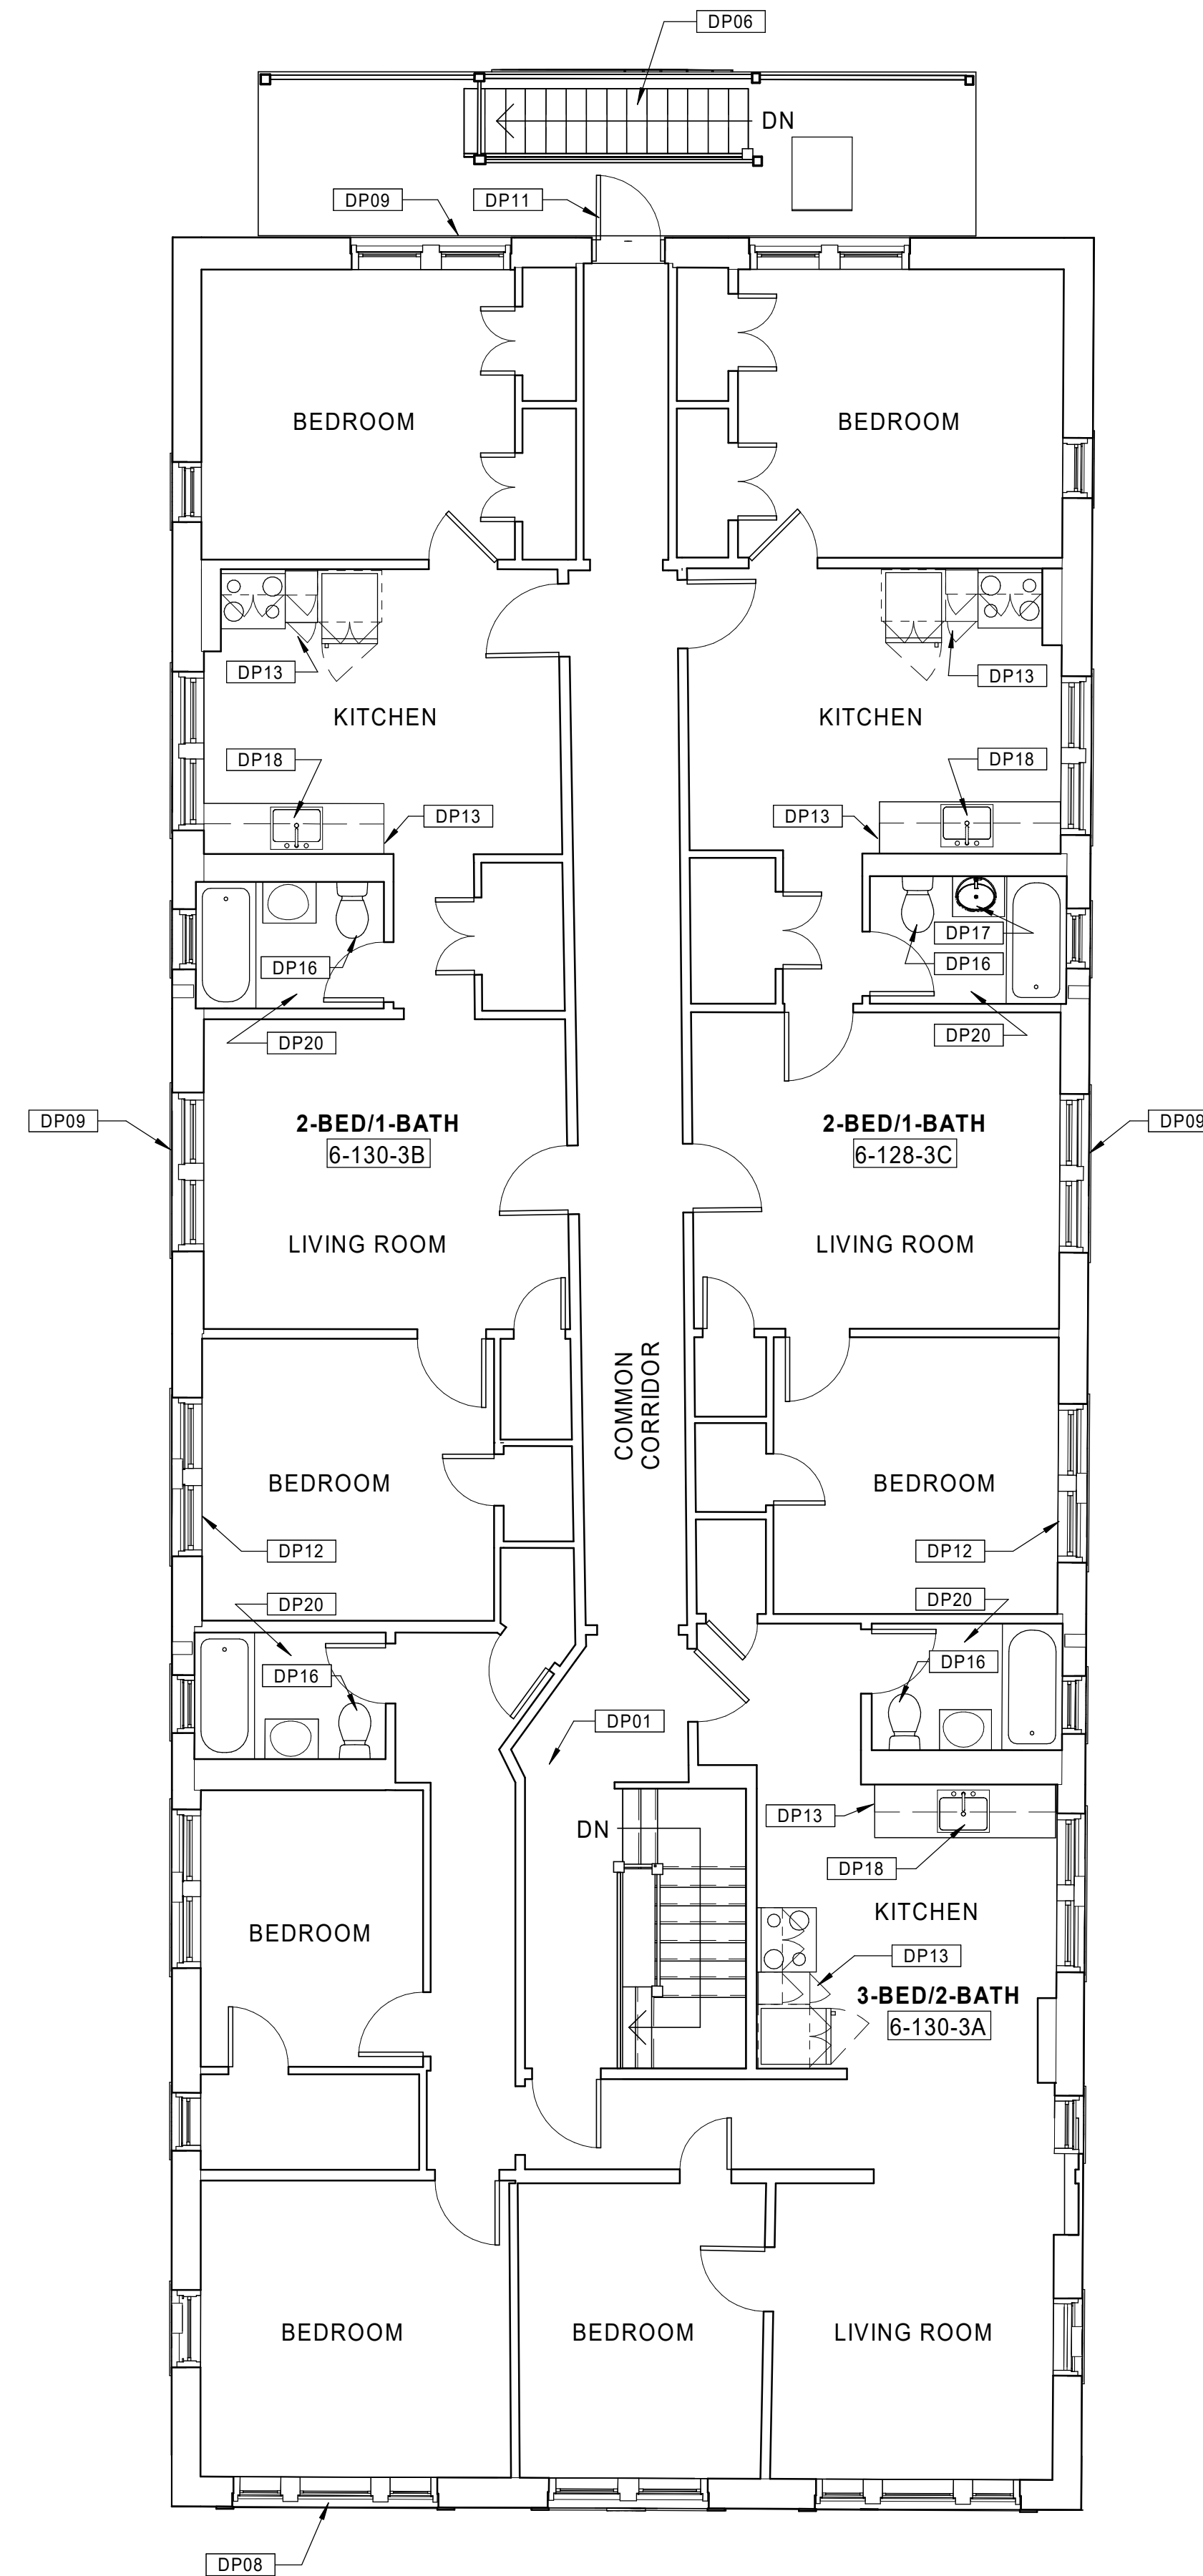 DP06
DN
DP09
DP11
BEDROOM
BEDROOM
DP13
DP13
KITCHEN
KITCHEN
DP18
DP18
DP13
DP13
DP17
DP16
DP16
DP20
DP20
DP09
2-BED/1-BATH
6-130-3B
2-BED/1-BATH
6-128-3C
DP09
LIVING ROOM
LIVING ROOM
COMMON
CORRIDOR
BEDROOM
BEDROOM
DP12
DP12
DP20
DP20
DP16
DP16
DP01
DP13
DN
DP18
KITCHEN
BEDROOM
DP13
3-BED/2-BATH
6-130-3A
BEDROOM
BEDROOM
LIVING ROOM
DP08